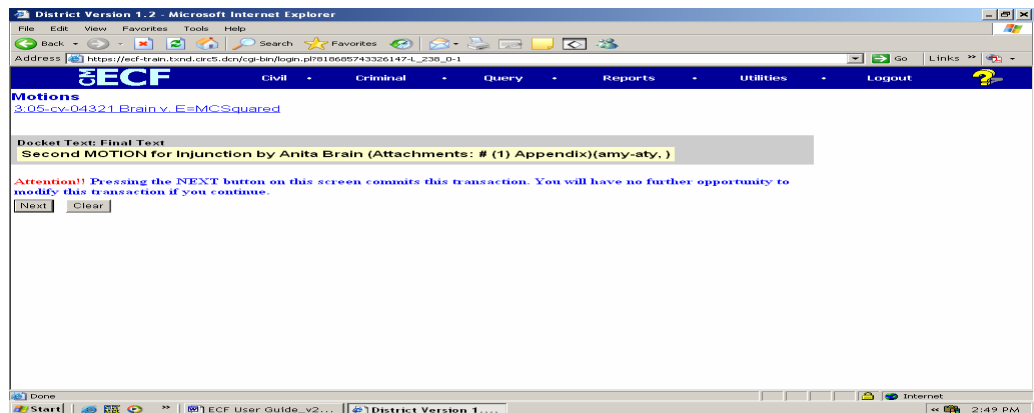 District Version 1.2 - Microsoft Internet Explorer
File Edit View Favorites Tools Help
Back Search Favorites
Address https://ecf-train.txnd.circ5.dcn/cgi-bin/login.pl?818685743326147-L_238_0-1 Go Links »
CM ECF Civil Criminal Query Reports Utilities Logout ?
Motions
3:05-cv-04321 Brain v. E=MCSquared
Docket Text: Final Text
Second MOTION for Injunction by Anita Brain (Attachments: # (1) Appendix)(amy-aty, )
Attention!! Pressing the NEXT button on this screen commits this transaction. You will have no further opportunity to
modify this transaction if you continue.
Next Clear
Done Internet
Start » ECF User Guide_v2... District Version 1.... « 2:49 PM